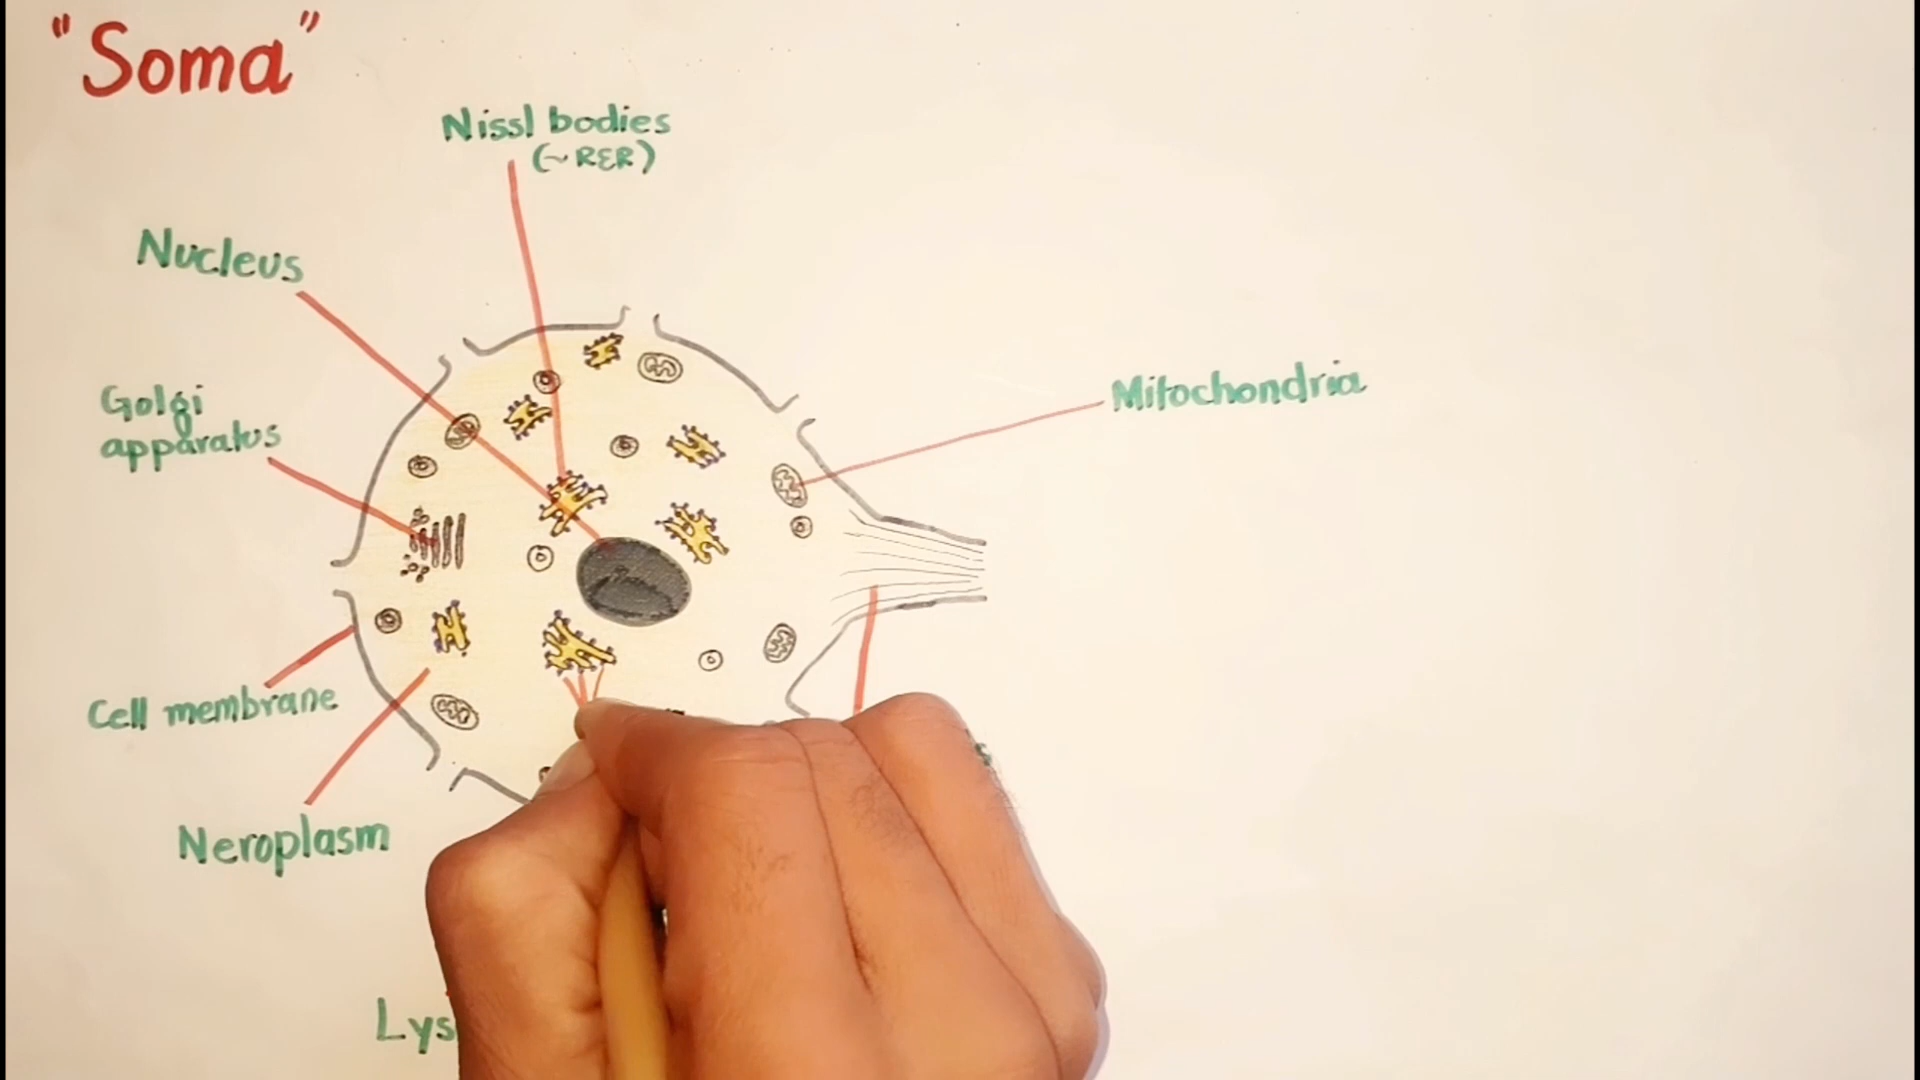 "Soma"
Nissl bodies
(~RER)
Nucleus
Golgi
apparatus
Mitochondria
Cell membrane
Neroplasm